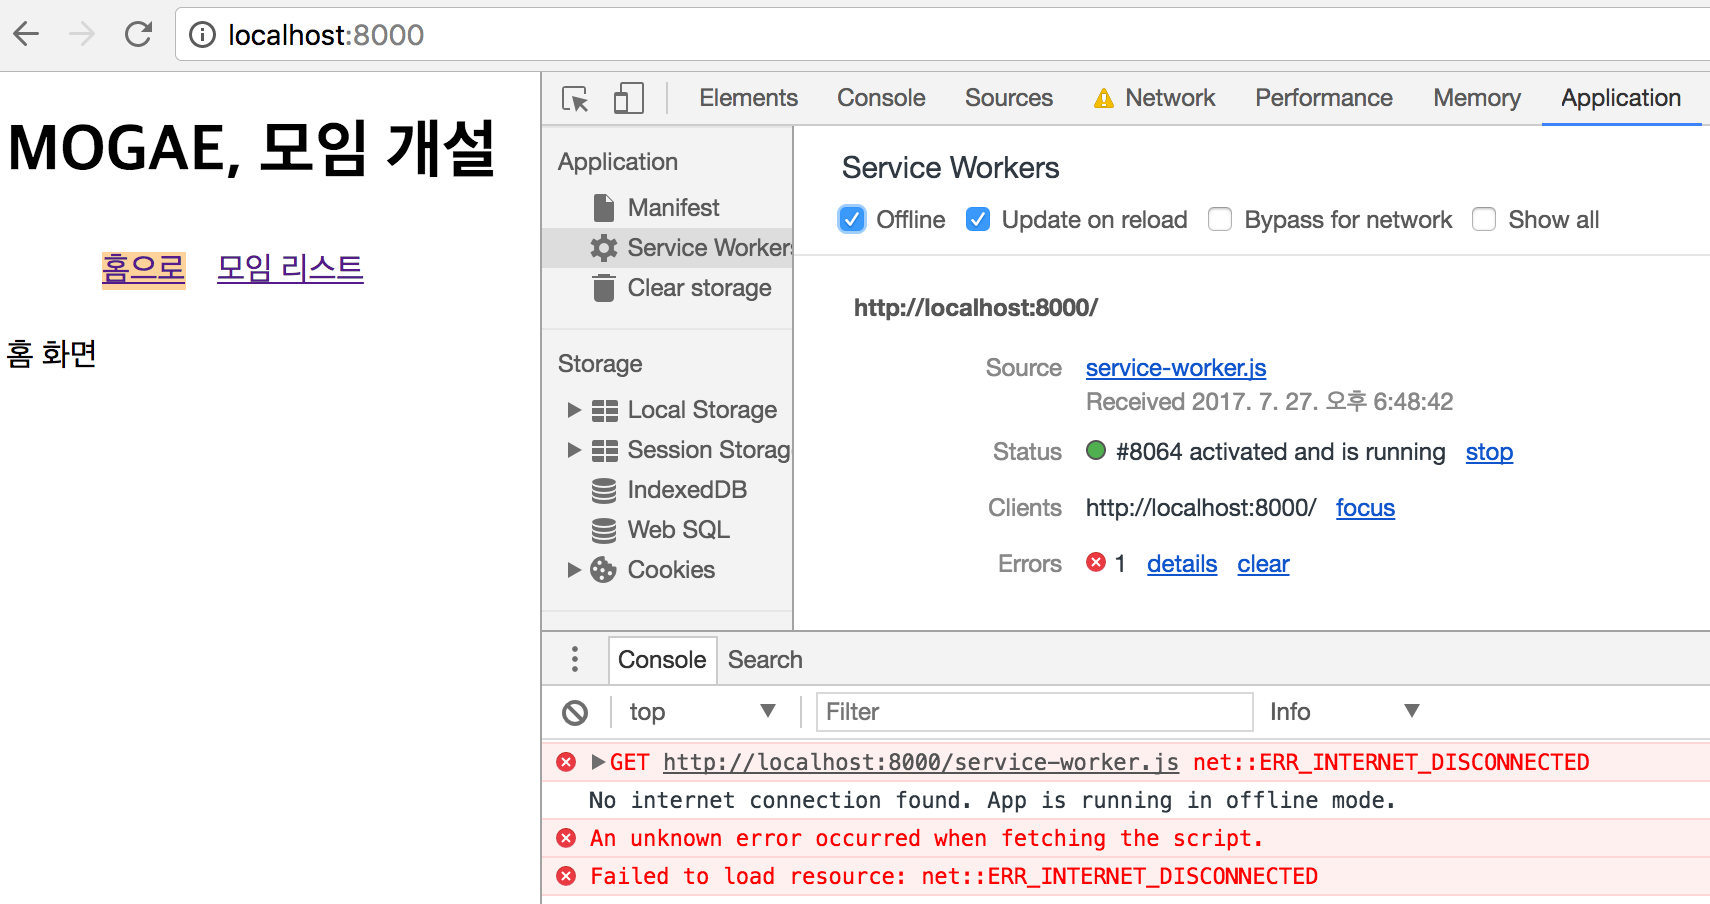 localhost:8000
MOGAE, 모임 개설
홈으로 모임 리스트
홈 화면
Elements Console Sources Network Performance Memory Application
Application
Manifest
Service Workers
Clear storage
Storage
Local Storage
Session Storag
IndexedDB
Web SQL
Cookies
Service Workers
Offline Update on reload Bypass for network Show all
http://localhost:8000/
Source service-worker.js
Received 2017. 7. 27. 오후 6:48:42
Status #8064 activated and is running stop
Clients http://localhost:8000/ focus
Errors 1 details clear
Console Search
top Filter Info
GET http://localhost:8000/service-worker.js net::ERR_INTERNET_DISCONNECTED
No internet connection found. App is running in offline mode.
An unknown error occurred when fetching the script.
Failed to load resource: net::ERR_INTERNET_DISCONNECTED